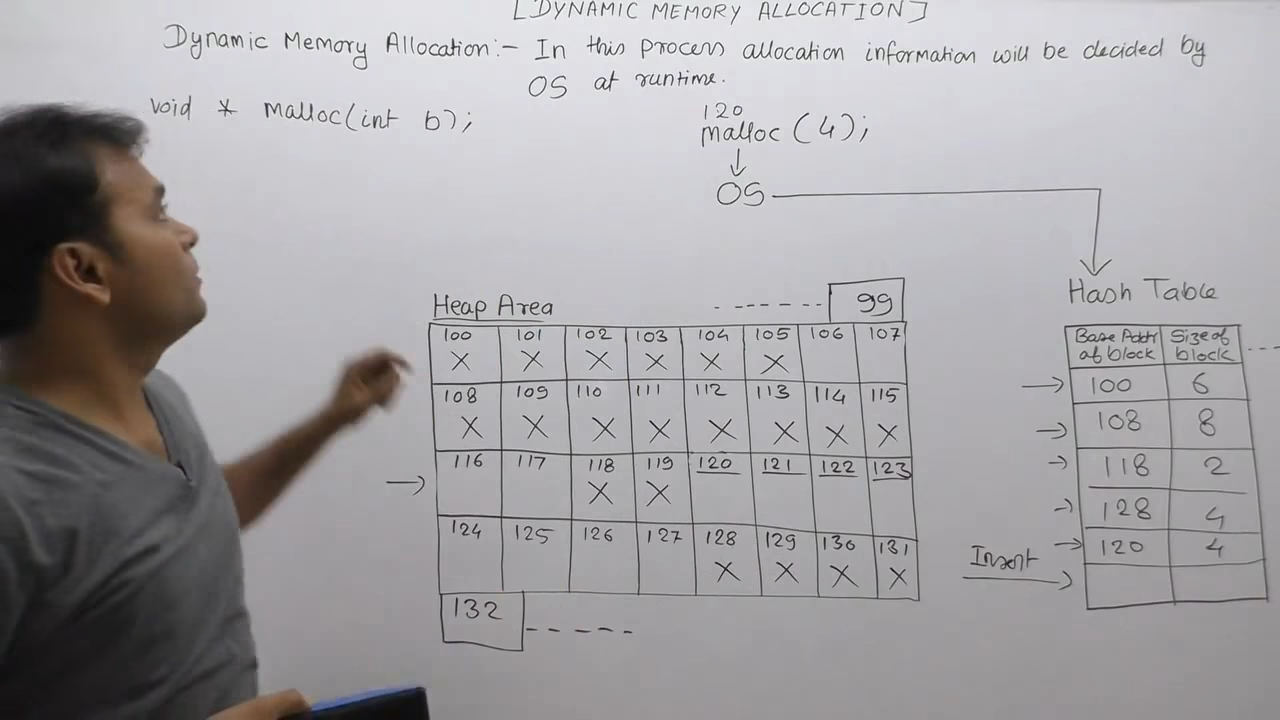 [DYNAMIC MEMORY ALLOCATION]
Dynamic Memory Allocation:- In this process allocation information will be decided by
OS at runtime.
void * malloc(int b);
120
malloc (4);
OS
Heap Area
99
100 101 102 103 104 105 106 107
X X X X X X
108 109 110 111 112 113 114 115
X X X X X X X X
116 117 118 119 120 121 122 123
X X
124 125 126 127 128 129 130 131
X X X X
132
Hash Table
Base Addr Size of
of block block
100 6
108 8
118 2
128 4
120 4
Insert